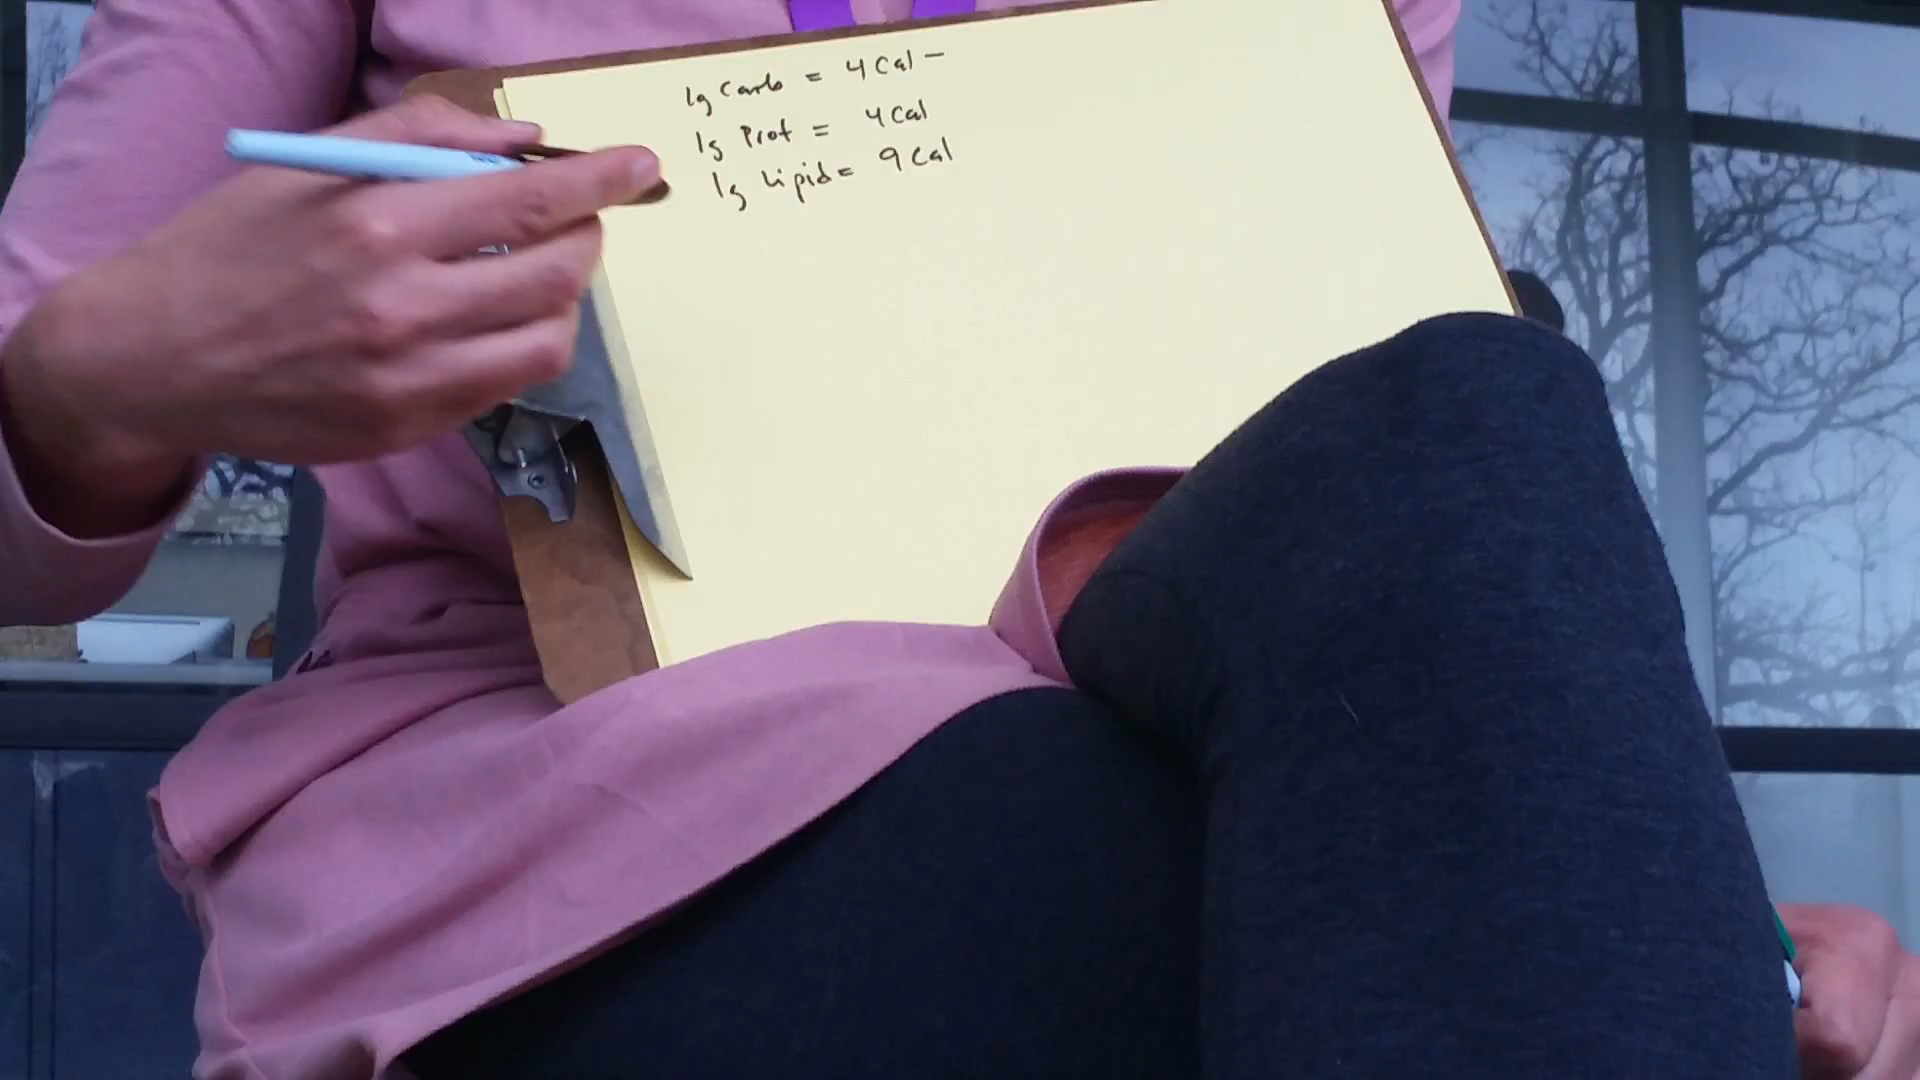 1g Carb = 4 Cal –
1g Prot = 4 Cal
1g Lipid = 9 Cal